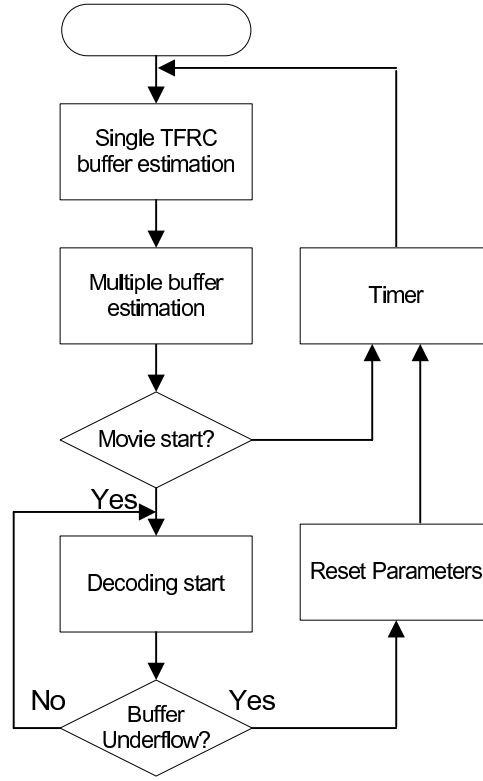 Single TFRC
buffer estimation
Multiple buffer
estimation
Timer
Movie start?
Yes
Decoding start
Reset Parameters
No
Yes
Buffer
Underflow?